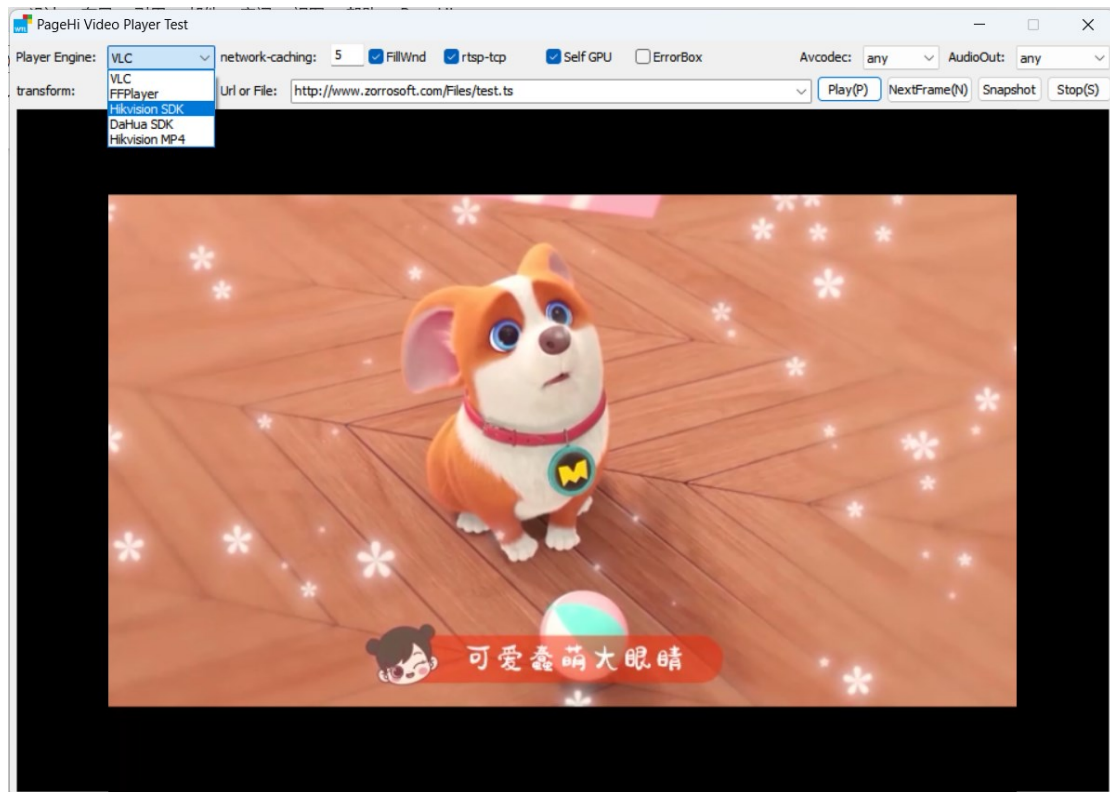 PageHi Video Player Test
Player Engine: VLC network-caching: 5 FillWnd rtsp-tcp Self GPU ErrorBox Avcodec: any AudioOut: any
VLC
FFPlayer
Hikvision SDK
DaHua SDK
Hikvision MP4
transform: Url or File: http://www.zorrosoft.com/Files/test.ts Play(P) NextFrame(N) Snapshot Stop(S)
可爱蠢萌大眼睛